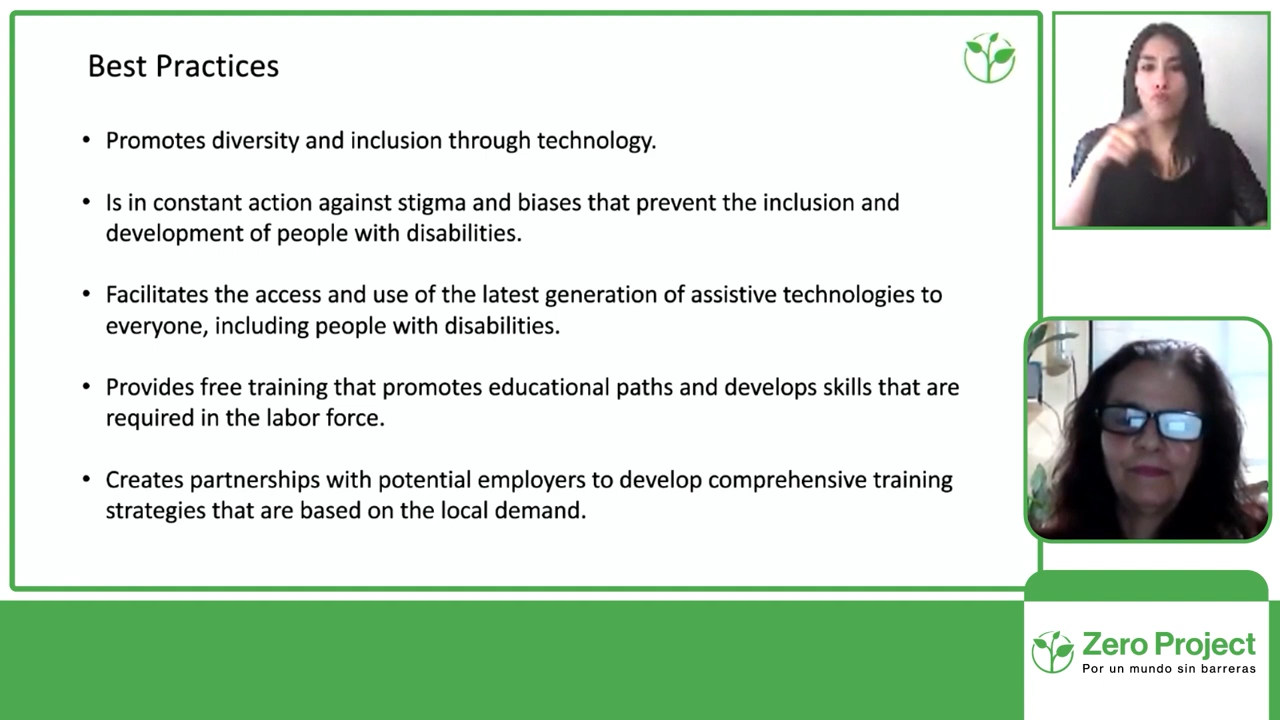 Best Practices
• Promotes diversity and inclusion through technology.
• Is in constant action against stigma and biases that prevent the inclusion and
development of people with disabilities.
• Facilitates the access and use of the latest generation of assistive technologies to
everyone, including people with disabilities.
• Provides free training that promotes educational paths and develops skills that are
required in the labor force.
• Creates partnerships with potential employers to develop comprehensive training
strategies that are based on the local demand.
Zero Project
Por un mundo sin barreras